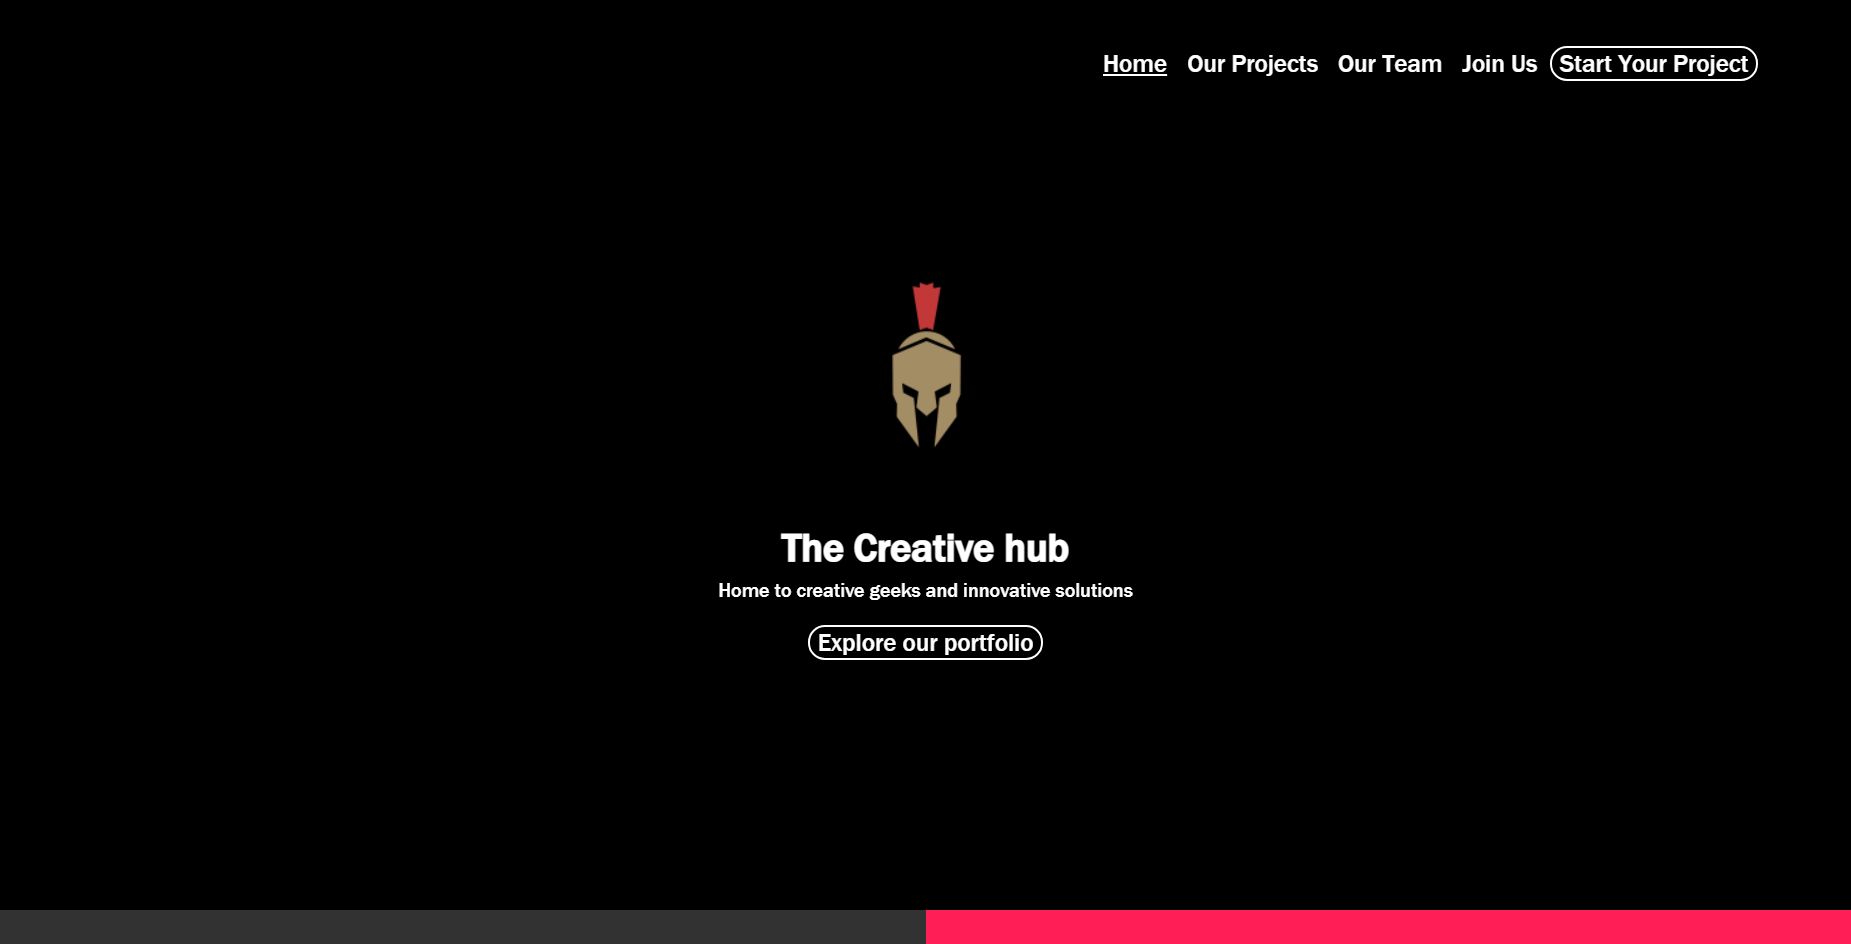 Home Our Projects Our Team Join Us Start Your Project
The Creative hub
Home to creative geeks and innovative solutions
Explore our portfolio